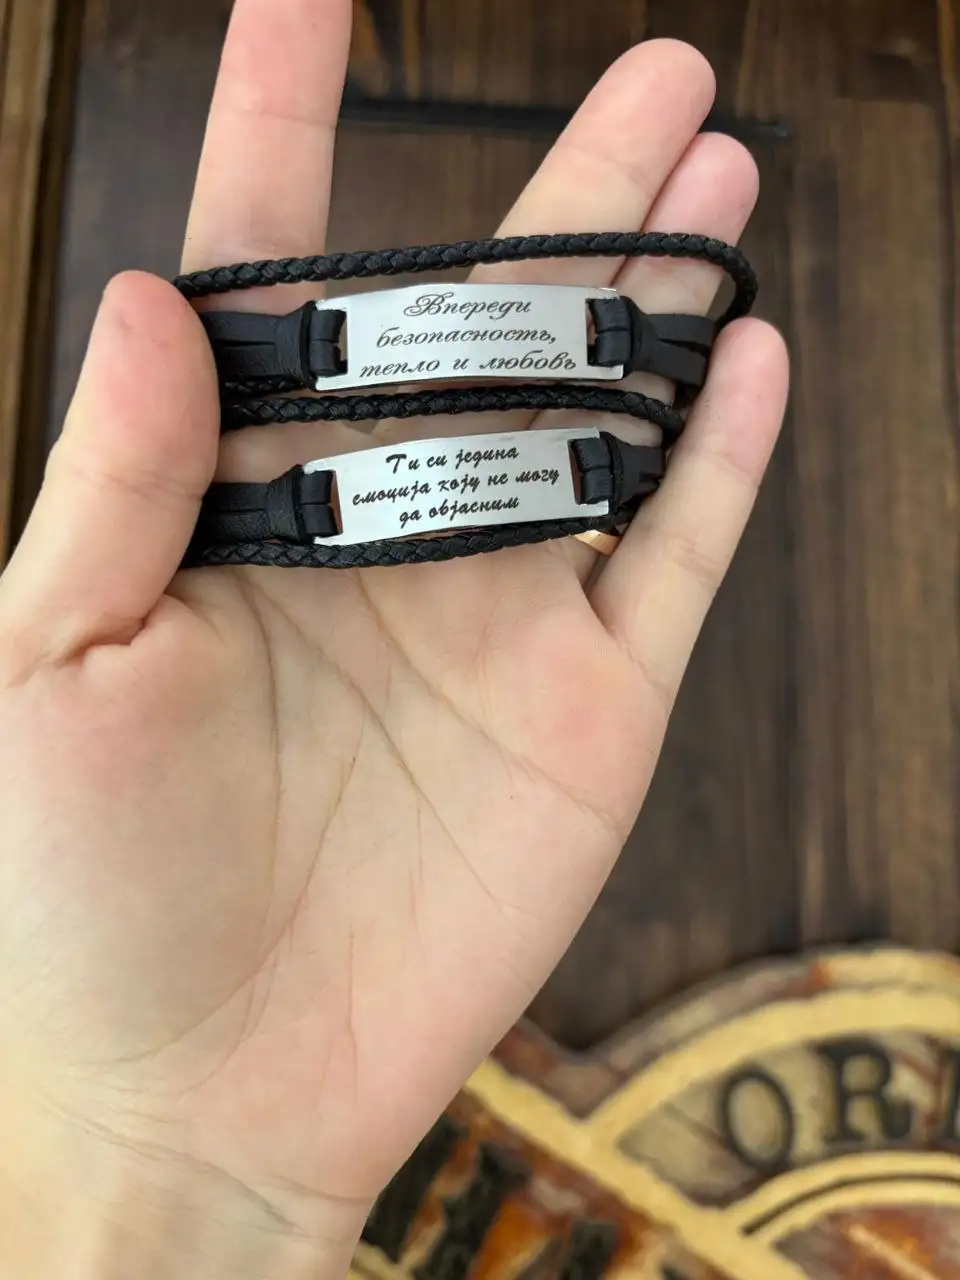 Впереди
безопасность,
тепло и любовь
Ти си једина
емоција коју не могу
да објасним